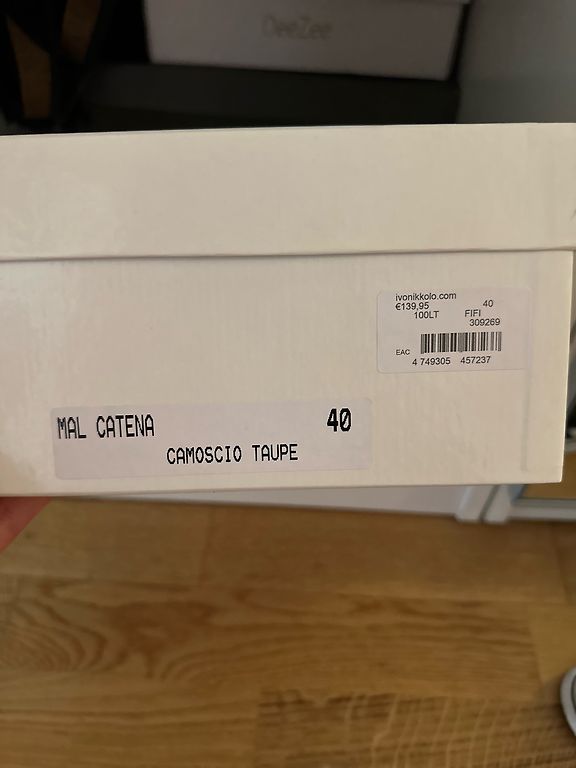 DeeZee
ivonikkolo.com
€139,95 40
100LT FIFI
309269
EAC
4 749305 457237
MAL CATENA 40
CAMOSCIO TAUPE